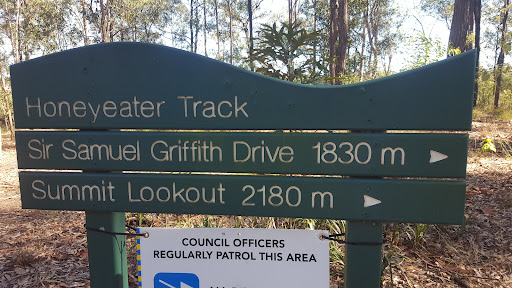 Honeyeater Track
Sir Samuel Griffith Drive 1830 m
Summit Lookout 2180 m
COUNCIL OFFICERS
REGULARLY PATROL THIS AREA